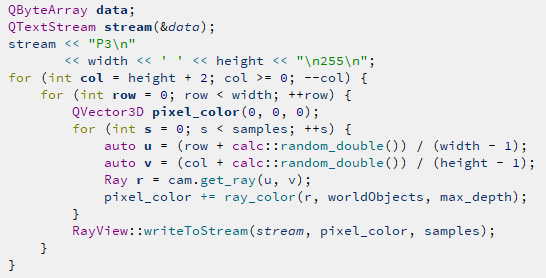 QByteArray data;
QTextStream stream(&data);
stream << "P3\n"
       << width << ' ' << height << "\n255\n";
for (int col = height + 2; col >= 0; --col) {
    for (int row = 0; row < width; ++row) {
        QVector3D pixel_color(0, 0, 0);
        for (int s = 0; s < samples; ++s) {
            auto u = (row + calc::random_double()) / (width - 1);
            auto v = (col + calc::random_double()) / (height - 1);
            Ray r = cam.get_ray(u, v);
            pixel_color += ray_color(r, worldObjects, max_depth);
        }
        RayView::writeToStream(stream, pixel_color, samples);
    }
}